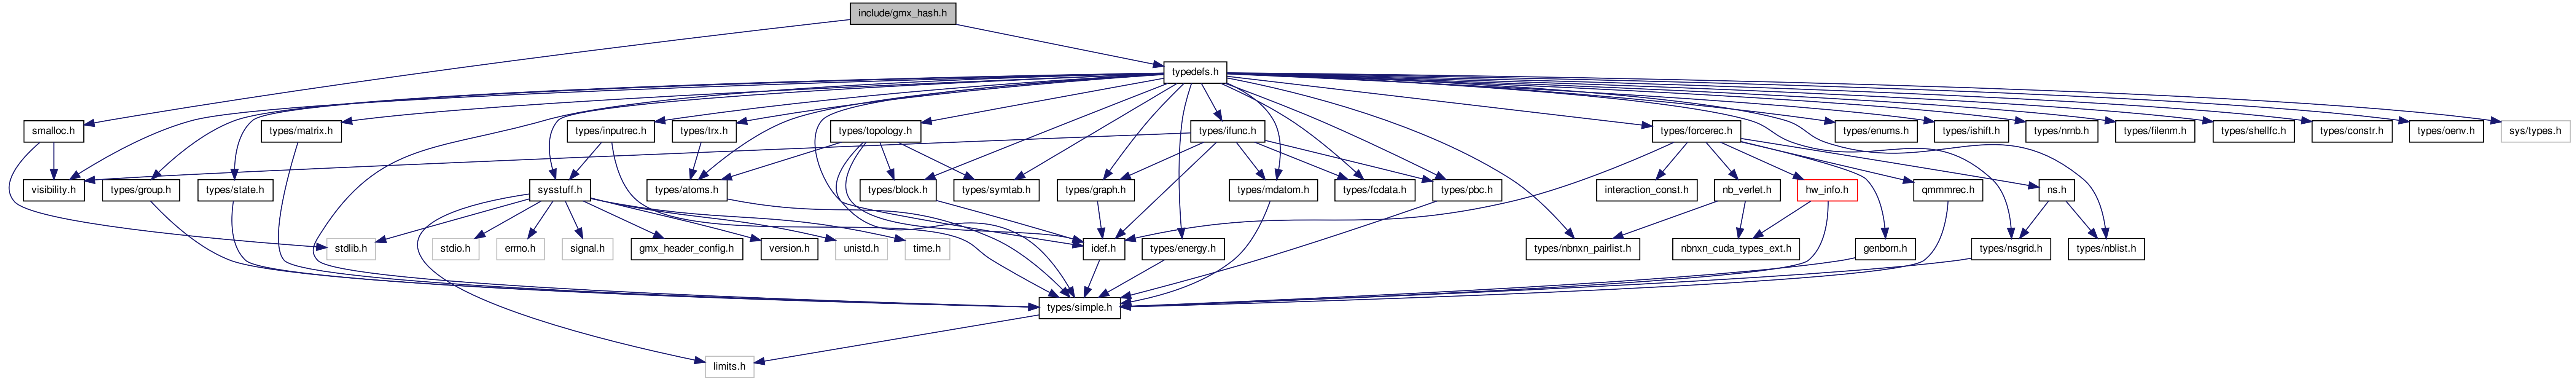 include/gmx_hash.h
typedefs.h
smalloc.h
types/matrix.h
types/inputrec.h
types/trx.h
types/topology.h
types/ifunc.h
types/forcerec.h
types/enums.h
types/ishift.h
types/nrnb.h
types/filenm.h
types/shellfc.h
types/constr.h
types/oenv.h
sys/types.h
visibility.h
types/group.h
types/state.h
sysstuff.h
types/atoms.h
types/block.h
types/symtab.h
types/graph.h
types/mdatom.h
types/fcdata.h
types/pbc.h
interaction_const.h
nb_verlet.h
hw_info.h
qmmmrec.h
ns.h
stdlib.h
stdio.h
errno.h
signal.h
gmx_header_config.h
version.h
unistd.h
time.h
idef.h
types/energy.h
types/nbnxn_pairlist.h
nbnxn_cuda_types_ext.h
genborn.h
types/nsgrid.h
types/nblist.h
types/simple.h
limits.h